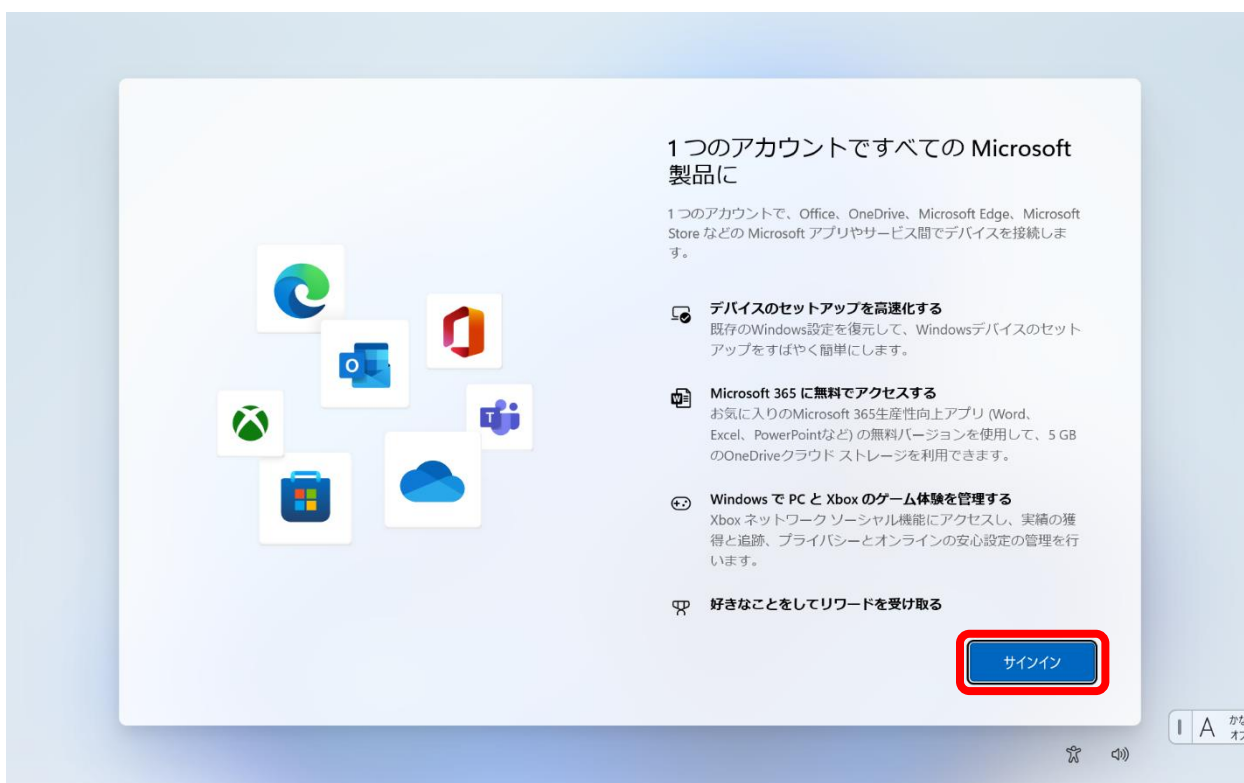 1 つのアカウントですべての Microsoft
製品に
1 つのアカウントで、Office、OneDrive、Microsoft Edge、Microsoft
Store などの Microsoft アプリやサービス間でデバイスを接続しま
す。
デバイスのセットアップを高速化する
既存のWindows設定を復元して、Windowsデバイスのセット
アップをすばやく簡単にします。
Microsoft 365 に無料でアクセスする
お気に入りのMicrosoft 365生産性向上アプリ (Word、
Excel、PowerPointなど) の無料バージョンを使用して、5 GB
のOneDriveクラウド ストレージを利用できます。
Windows で PC と Xbox のゲーム体験を管理する
Xbox ネットワーク ソーシャル機能にアクセスし、実績の獲
得と追跡、プライバシーとオンラインの安心設定の管理を行
います。
好きなことをしてリワードを受け取る
サインイン
A